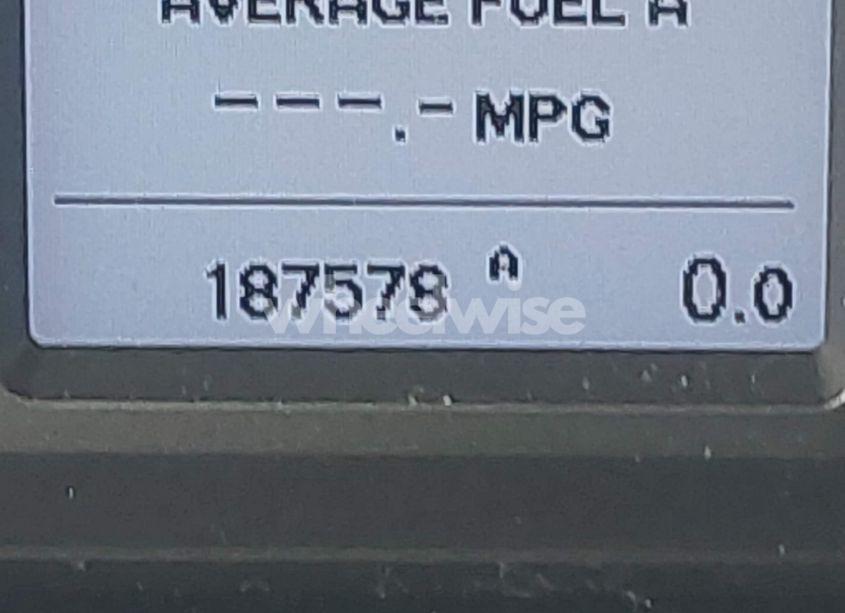 AVERAGE FUEL A
---.- MPG
187578 A 0.0
wheelwise